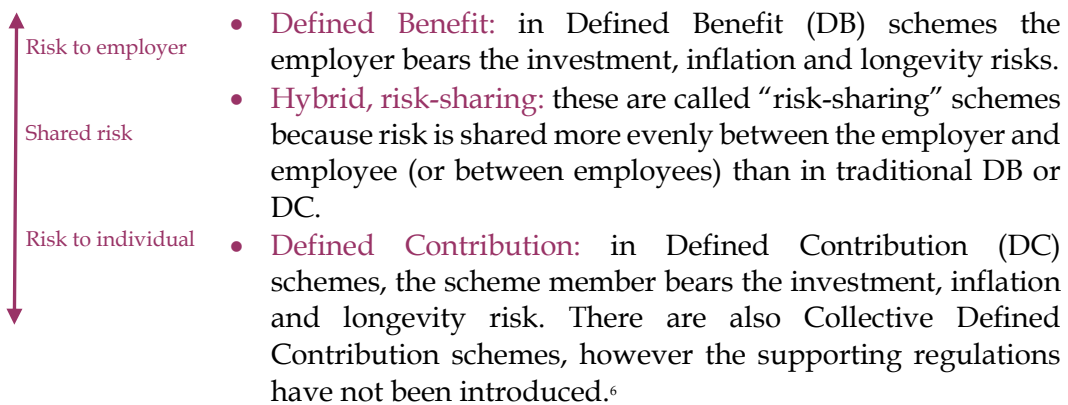 Risk to employer
Shared risk
Risk to individual
• Defined Benefit: in Defined Benefit (DB) schemes the
employer bears the investment, inflation and longevity risks.
• Hybrid, risk-sharing: these are called “risk-sharing” schemes
because risk is shared more evenly between the employer and
employee (or between employees) than in traditional DB or
DC.
• Defined Contribution: in Defined Contribution (DC)
schemes, the scheme member bears the investment, inflation
and longevity risk. There are also Collective Defined
Contribution schemes, however the supporting regulations
have not been introduced.⁶